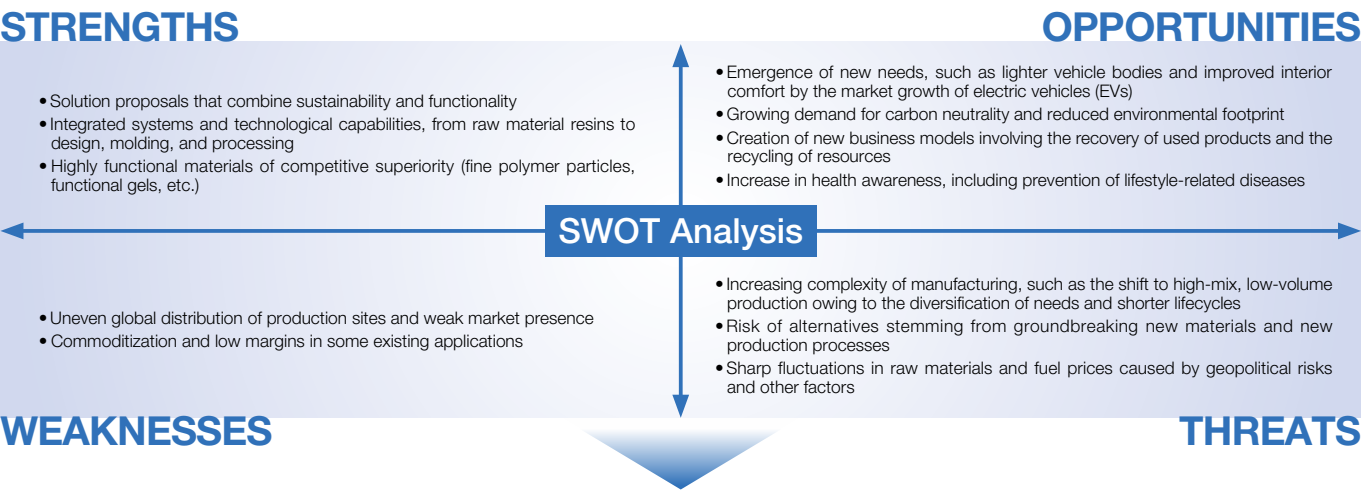 STRENGTHS
• Solution proposals that combine sustainability and functionality
• Integrated systems and technological capabilities, from raw material resins to
design, molding, and processing
• Highly functional materials of competitive superiority (fine polymer particles,
functional gels, etc.)
OPPORTUNITIES
• Emergence of new needs, such as lighter vehicle bodies and improved interior
comfort by the market growth of electric vehicles (EVs)
• Growing demand for carbon neutrality and reduced environmental footprint
• Creation of new business models involving the recovery of used products and the
recycling of resources
• Increase in health awareness, including prevention of lifestyle-related diseases
SWOT Analysis
• Uneven global distribution of production sites and weak market presence
• Commoditization and low margins in some existing applications
WEAKNESSES
• Increasing complexity of manufacturing, such as the shift to high-mix, low-volume
production owing to the diversification of needs and shorter lifecycles
• Risk of alternatives stemming from groundbreaking new materials and new
production processes
• Sharp fluctuations in raw materials and fuel prices caused by geopolitical risks
and other factors
THREATS